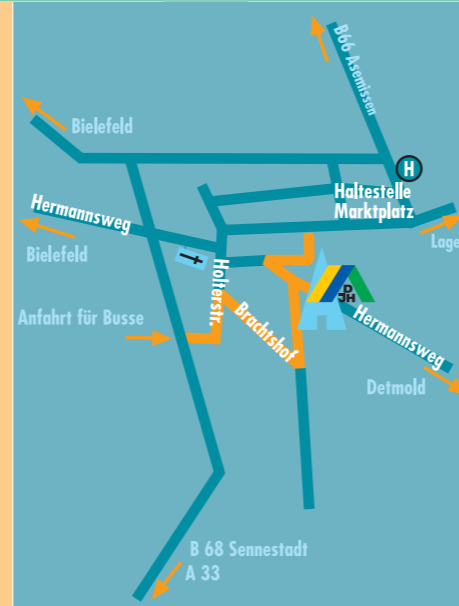 B66 Asemissen
Bielefeld
H
Haltestelle
Marktplatz
Hermannsweg
Bielefeld
Lage
Holterstr.
DJH
Anfahrt für Busse
Brachtshof
Hermannsweg
Detmold
B 68 Sennestadt
A 33